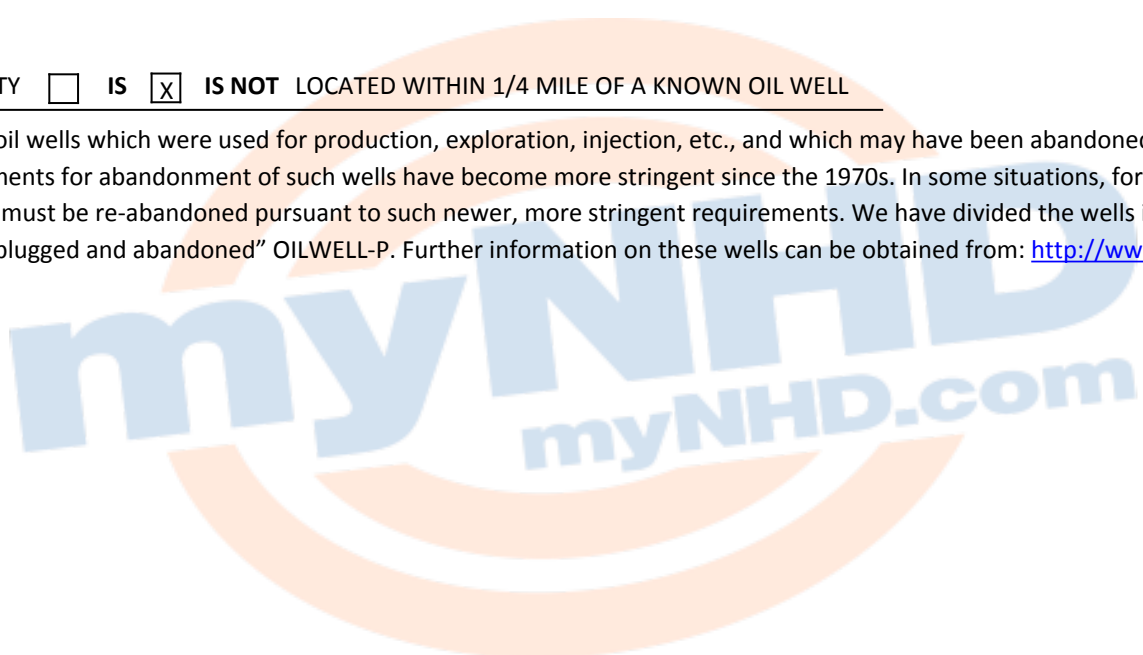 TY IS X IS NOT LOCATED WITHIN 1/4 MILE OF A KNOWN OIL WELL
oil wells which were used for production, exploration, injection, etc., and which may have been abandoned
nents for abandonment of such wells have become more stringent since the 1970s. In some situations, for
must be re-abandoned pursuant to such newer, more stringent requirements. We have divided the wells i
plugged and abandoned” OILWELL-P. Further information on these wells can be obtained from: http://ww
myNHD
myNHD.com